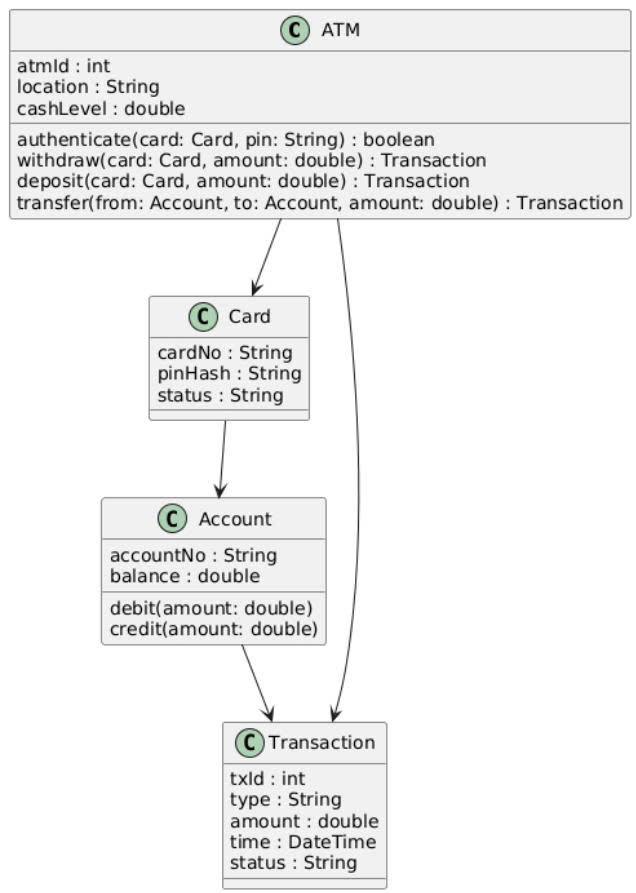 C ATM
atmId : int
location : String
cashLevel : double
authenticate(card: Card, pin: String) : boolean
withdraw(card: Card, amount: double) : Transaction
deposit(card: Card, amount: double) : Transaction
transfer(from: Account, to: Account, amount: double) : Transaction
C Card
cardNo : String
pinHash : String
status : String
C Account
accountNo : String
balance : double
debit(amount: double)
credit(amount: double)
C Transaction
txId : int
type : String
amount : double
time : DateTime
status : String